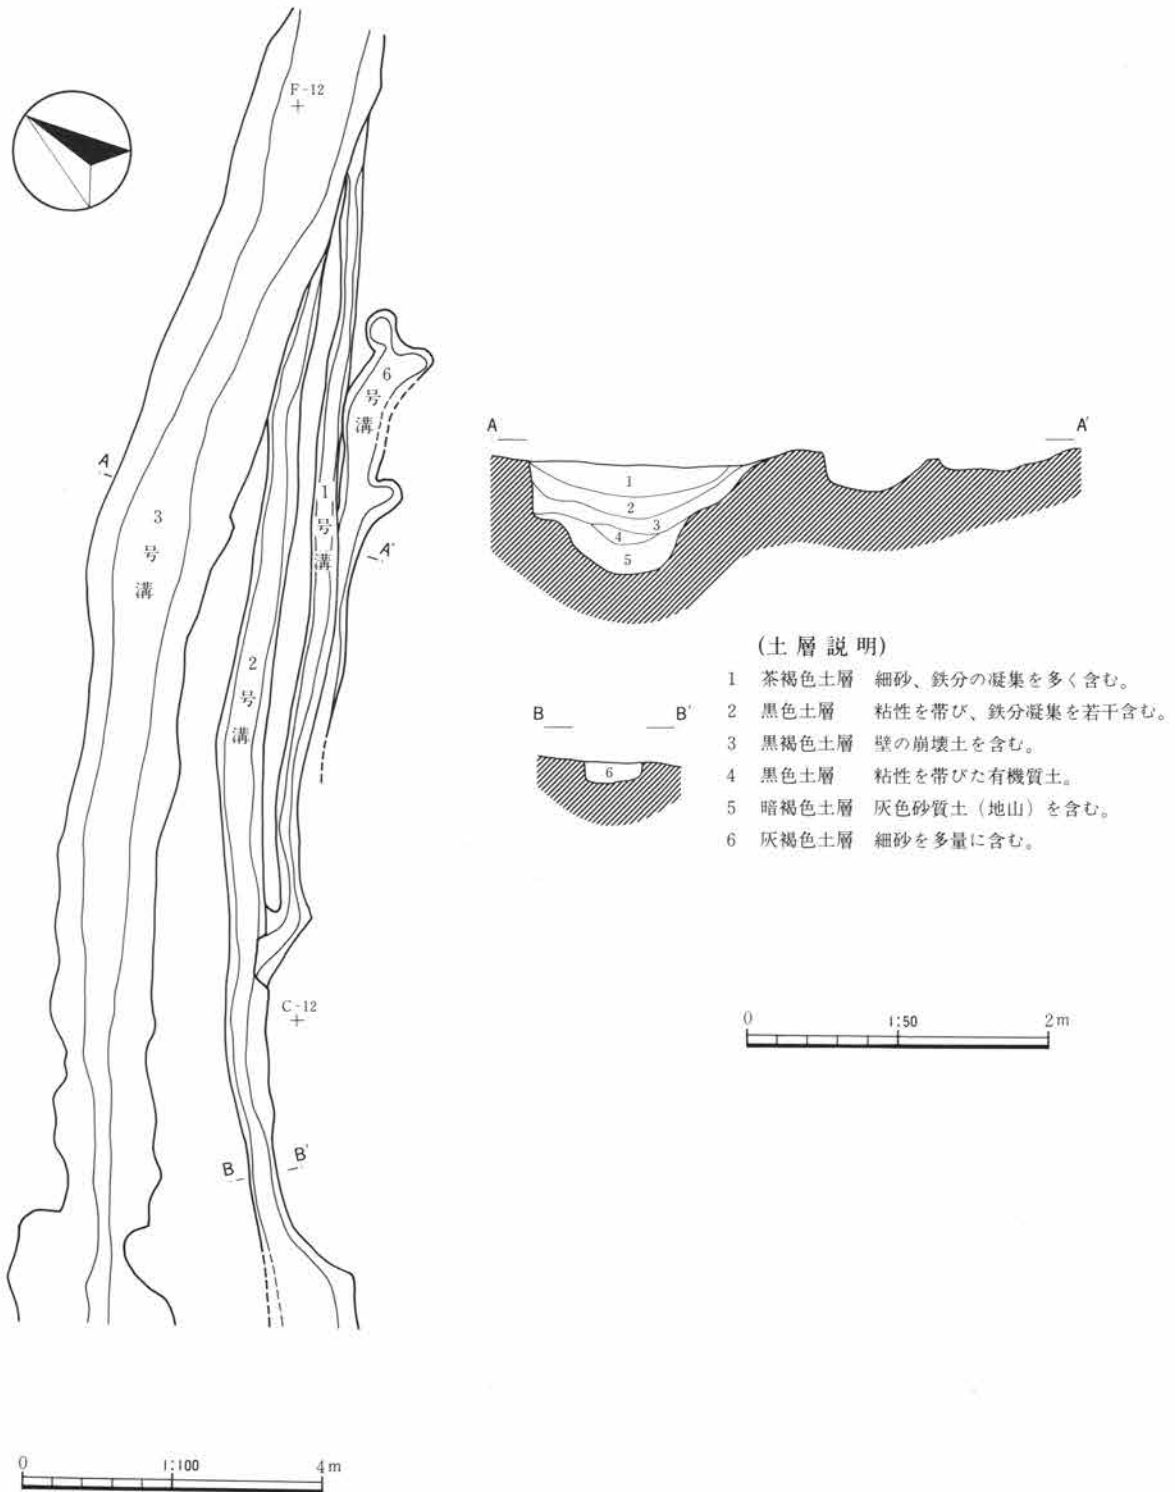 F-12
6号溝
A
A'
3号溝
1号溝
A
A'
2号溝
(土層説明)
1 茶褐色土層 細砂、鉄分の凝集を多く含む。
2 黒色土層 粘性を帯び、鉄分凝集を若干含む。
3 黒褐色土層 壁の崩壊土を含む。
4 黒色土層 粘性を帯びた有機質土。
5 暗褐色土層 灰色砂質土(地山)を含む。
6 灰褐色土層 細砂を多量に含む。
1
2
3
4
5
B
B'
6
C-12
0 1:50 2m
B
B'
0 1:100 4m